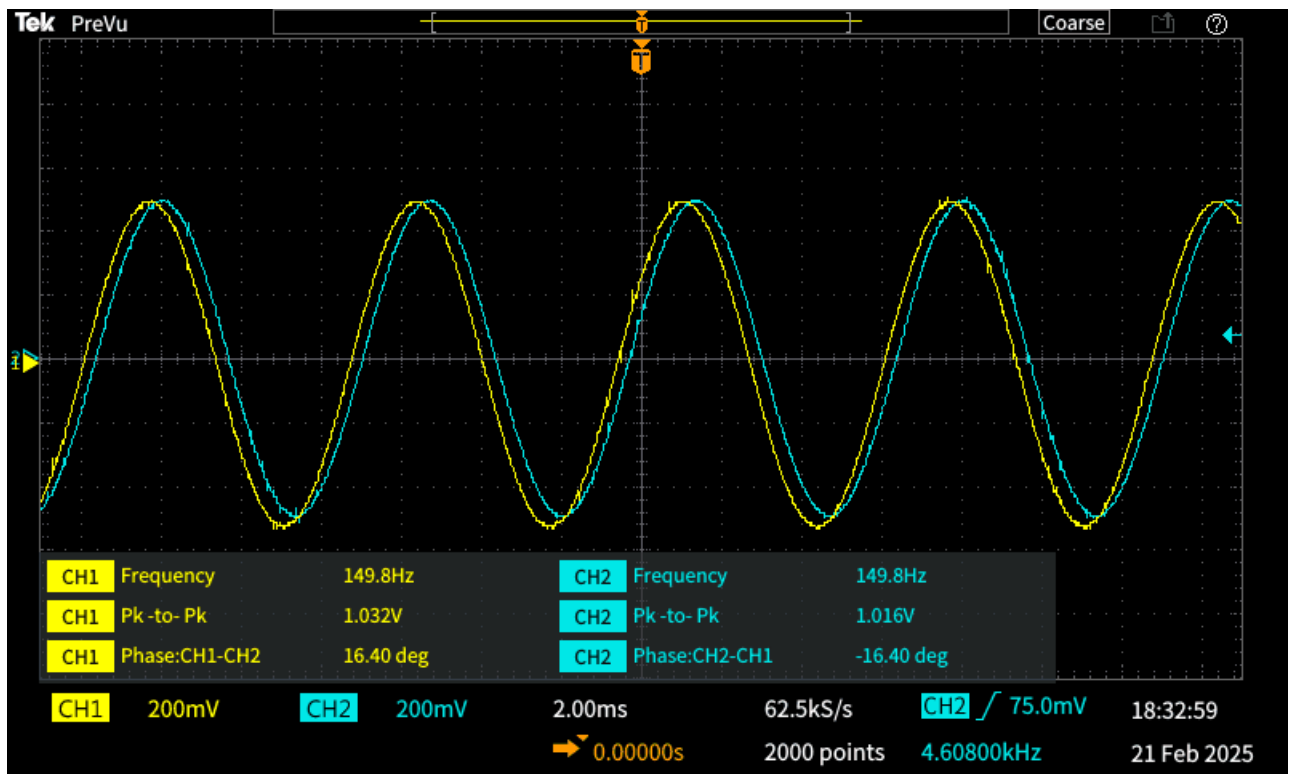 Tek PreVu Coarse
T
T
2
1
CH1 Frequency 149.8Hz CH2 Frequency 149.8Hz
CH1 Pk -to- Pk 1.032V CH2 Pk -to- Pk 1.016V
CH1 Phase:CH1-CH2 16.40 deg CH2 Phase:CH2-CH1 -16.40 deg
CH1 200mV CH2 200mV 2.00ms 62.5kS/s CH2 75.0mV 18:32:59
0.00000s 2000 points 4.60800kHz 21 Feb 2025